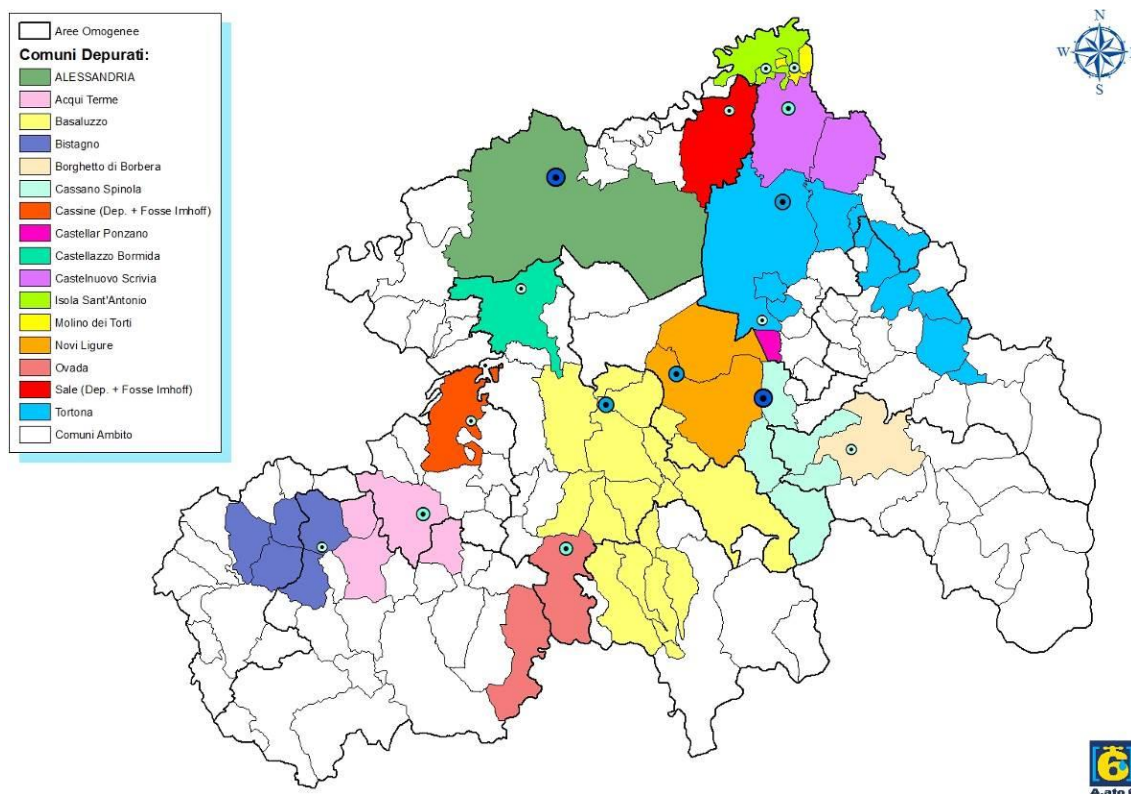 Aree Omogenee
Comuni Depurati:
ALESSANDRIA
Acqui Terme
Basaluzzo
Bistagno
Borghetto di Borbera
Cassano Spinola
Cassine (Dep. + Fosse Imhoff)
Castellar Ponzano
Castellazzo Bormida
Castelnuovo Scrivia
Isola Sant'Antonio
Molino dei Torti
Novi Ligure
Ovada
Sale (Dep. + Fosse Imhoff)
Tortona
Comuni Ambito
N
W
S
[6]